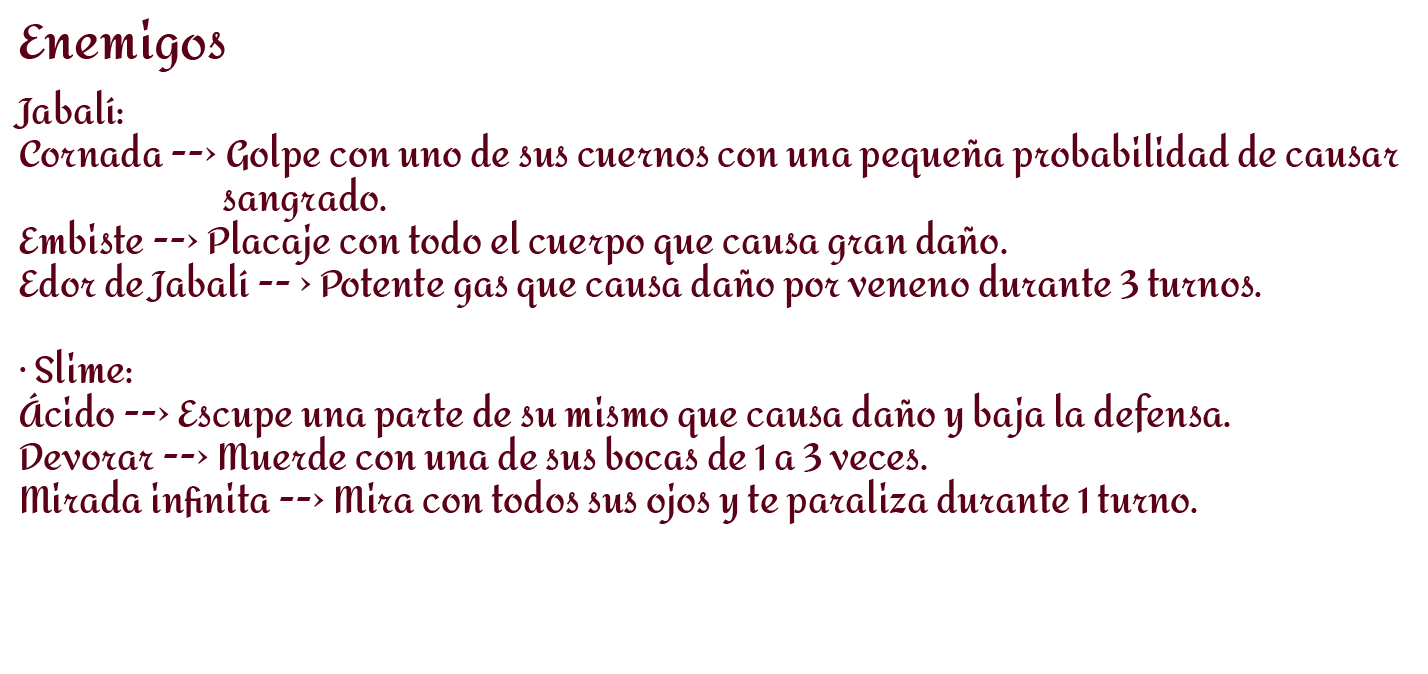 Enemigos
Jabalí:
Cornada --> Golpe con uno de sus cuernos con una pequeña probabilidad de causar
sangrado.
Embiste --> Placaje con todo el cuerpo que causa gran daño.
Edor de Jabalí -- > Potente gas que causa daño por veneno durante 3 turnos.
· Slime:
Ácido --> Escupe una parte de su mismo que causa daño y baja la defensa.
Devorar --> Muerde con una de sus bocas de 1 a 3 veces.
Mirada infinita --> Mira con todos sus ojos y te paraliza durante 1 turno.